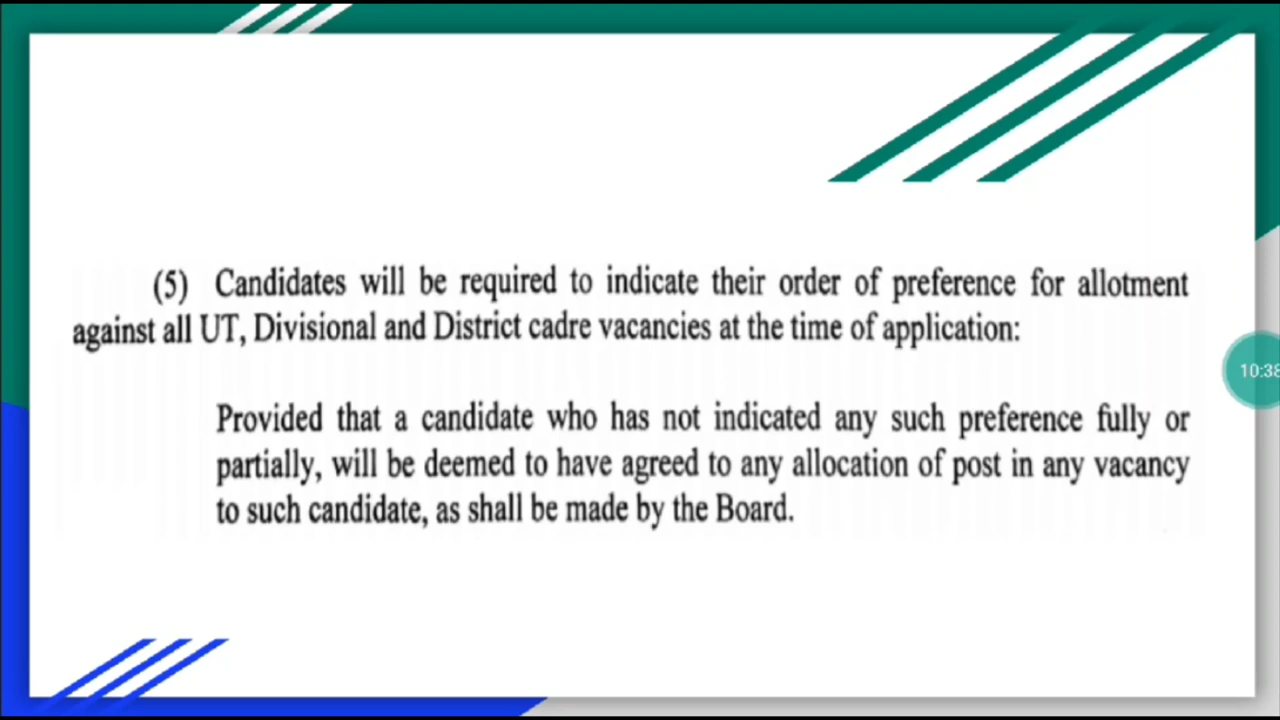 (5) Candidates will be required to indicate their order of preference for allotment
against all UT, Divisional and District cadre vacancies at the time of application:
Provided that a candidate who has not indicated any such preference fully or
partially, will be deemed to have agreed to any allocation of post in any vacancy
to such candidate, as shall be made by the Board.
10:38